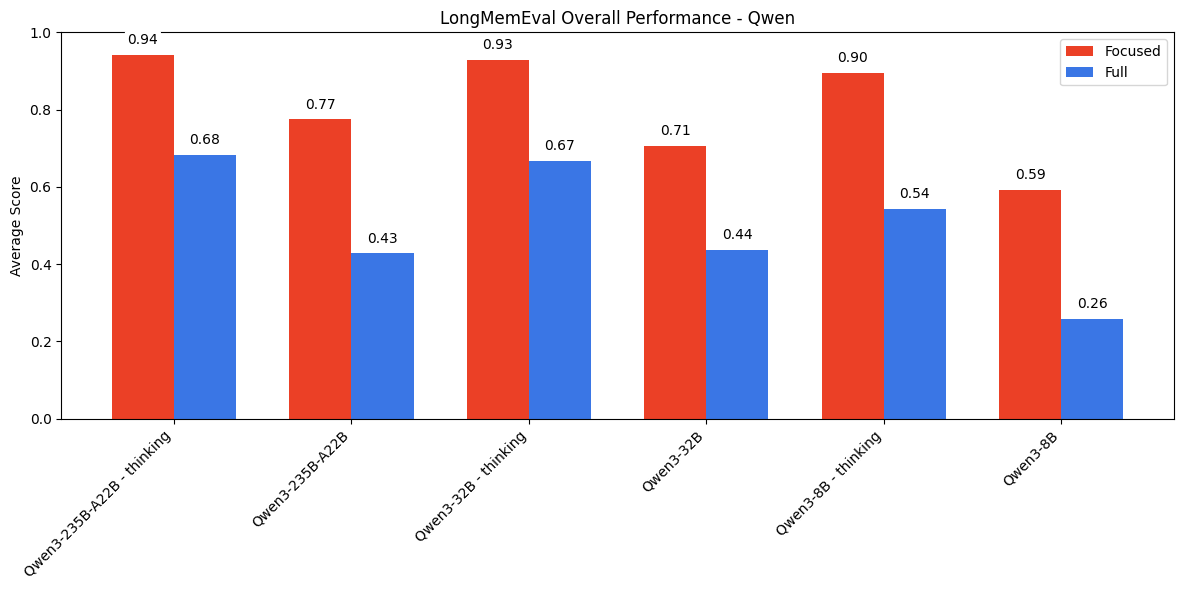 LongMemEval Overall Performance - Qwen
Average Score
1.0
0.8
0.6
0.4
0.2
0.0
Focused
Full
0.94
0.68
0.77
0.43
0.93
0.67
0.71
0.44
0.90
0.54
0.59
0.26
Qwen3-235B-A22B - thinking
Qwen3-235B-A22B
Qwen3-32B - thinking
Qwen3-32B
Qwen3-8B - thinking
Qwen3-8B